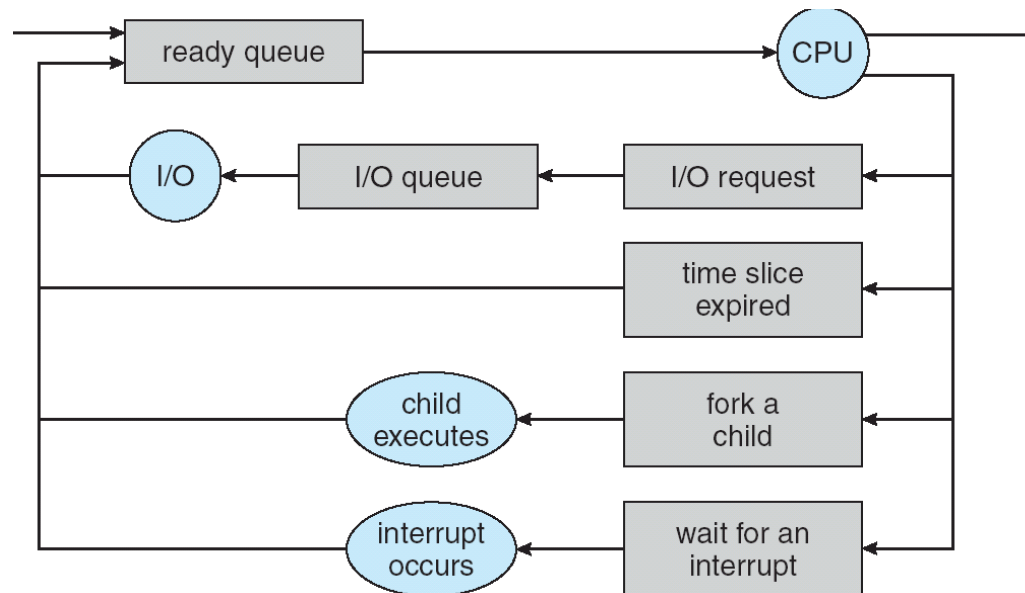 ready queue
CPU
I/O
I/O queue
I/O request
time slice
expired
child
executes
fork a
child
interrupt
occurs
wait for an
interrupt